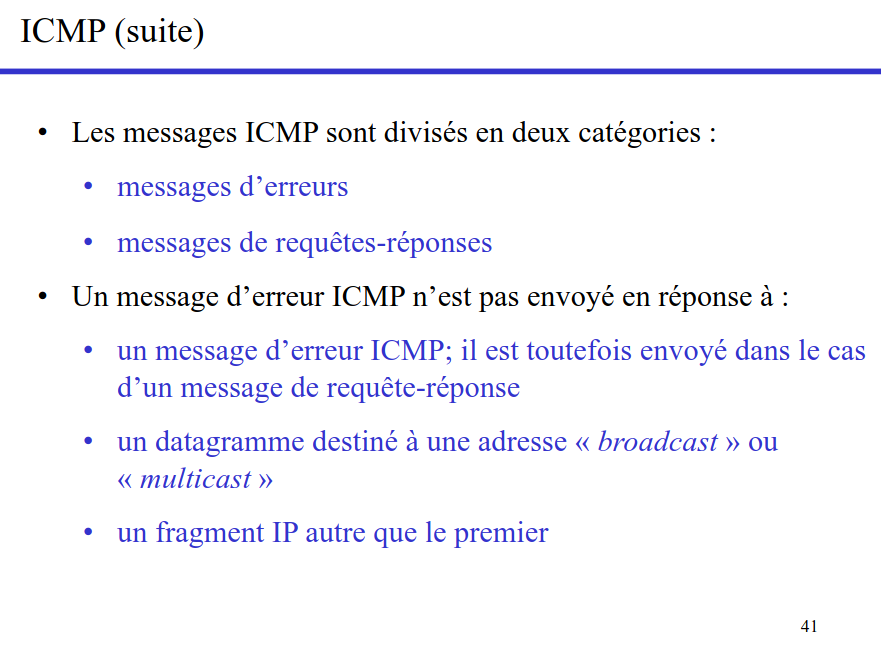 ICMP (suite)
• Les messages ICMP sont divisés en deux catégories :
• messages d’erreurs
• messages de requêtes-réponses
• Un message d’erreur ICMP n’est pas envoyé en réponse à :
• un message d’erreur ICMP; il est toutefois envoyé dans le cas
d’un message de requête-réponse
• un datagramme destiné à une adresse « broadcast » ou
« multicast »
• un fragment IP autre que le premier
41